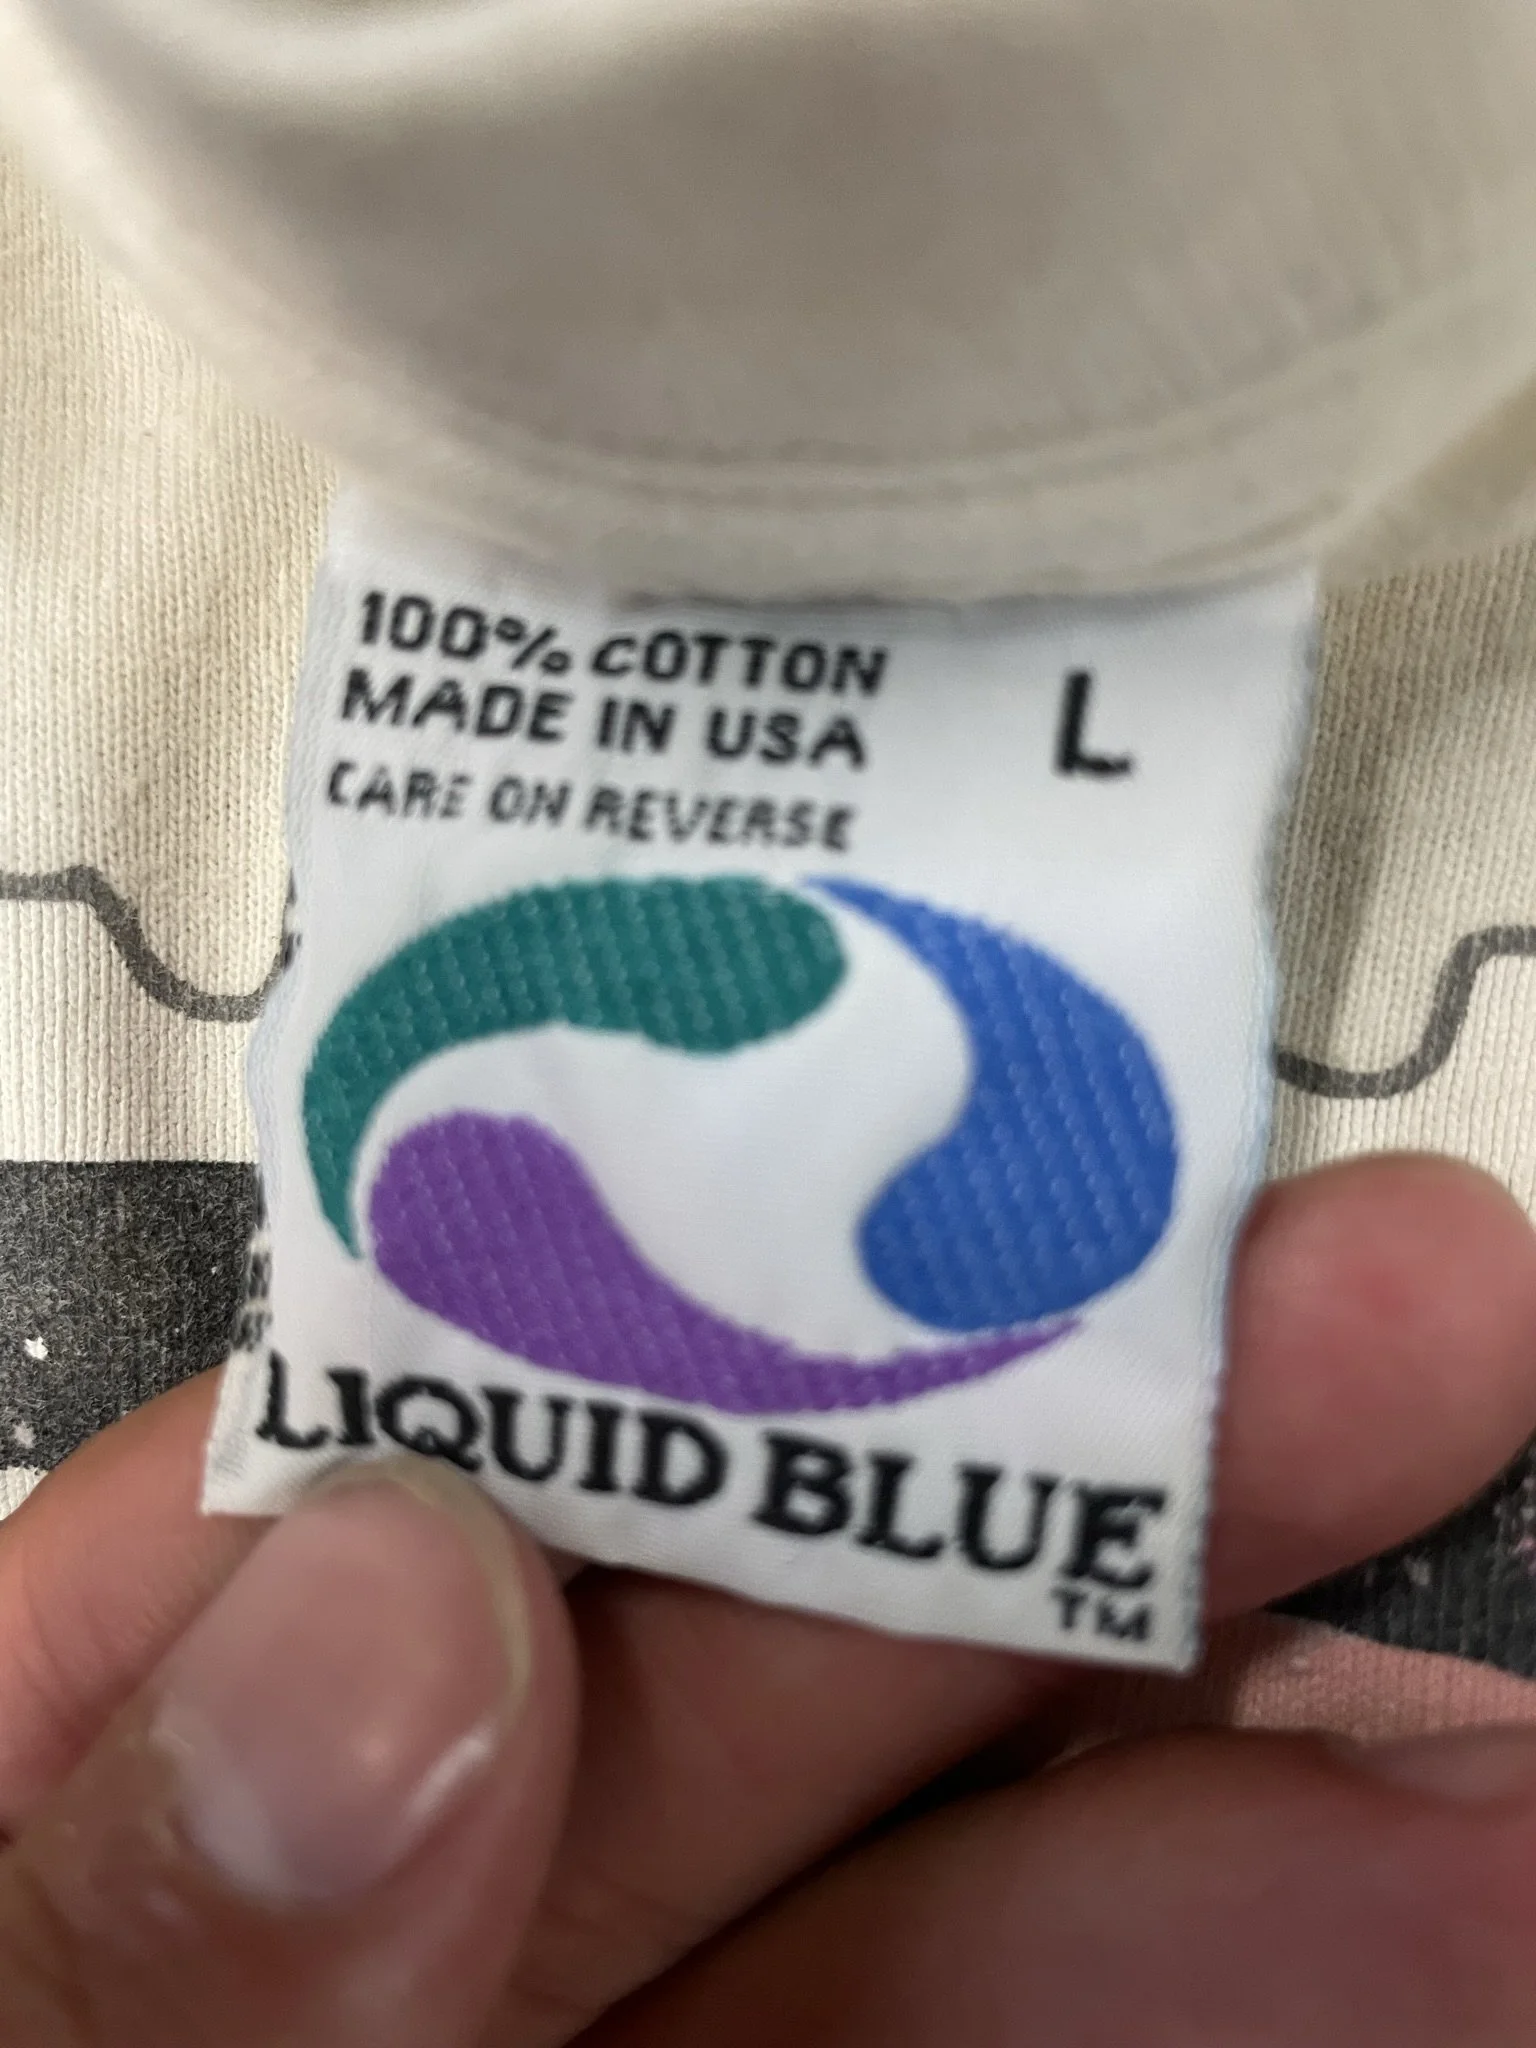 100% COTTON
MADE IN USA
CARE ON REVERSE
L
LIQUID BLUE
TM